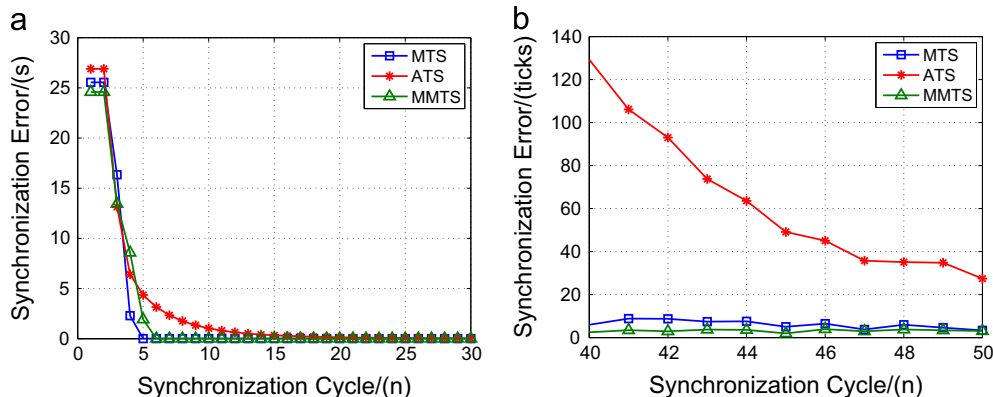 a
Synchronization Error/(s)
30
25
20
15
10
5
0
MTS
ATS
MMTS
0 5 10 15 20 25 30
Synchronization Cycle/(n)
b
Synchronization Error/(ticks)
140
120
100
80
60
40
20
0
MTS
ATS
MMTS
40 42 44 46 48 50
Synchronization Cycle/(n)